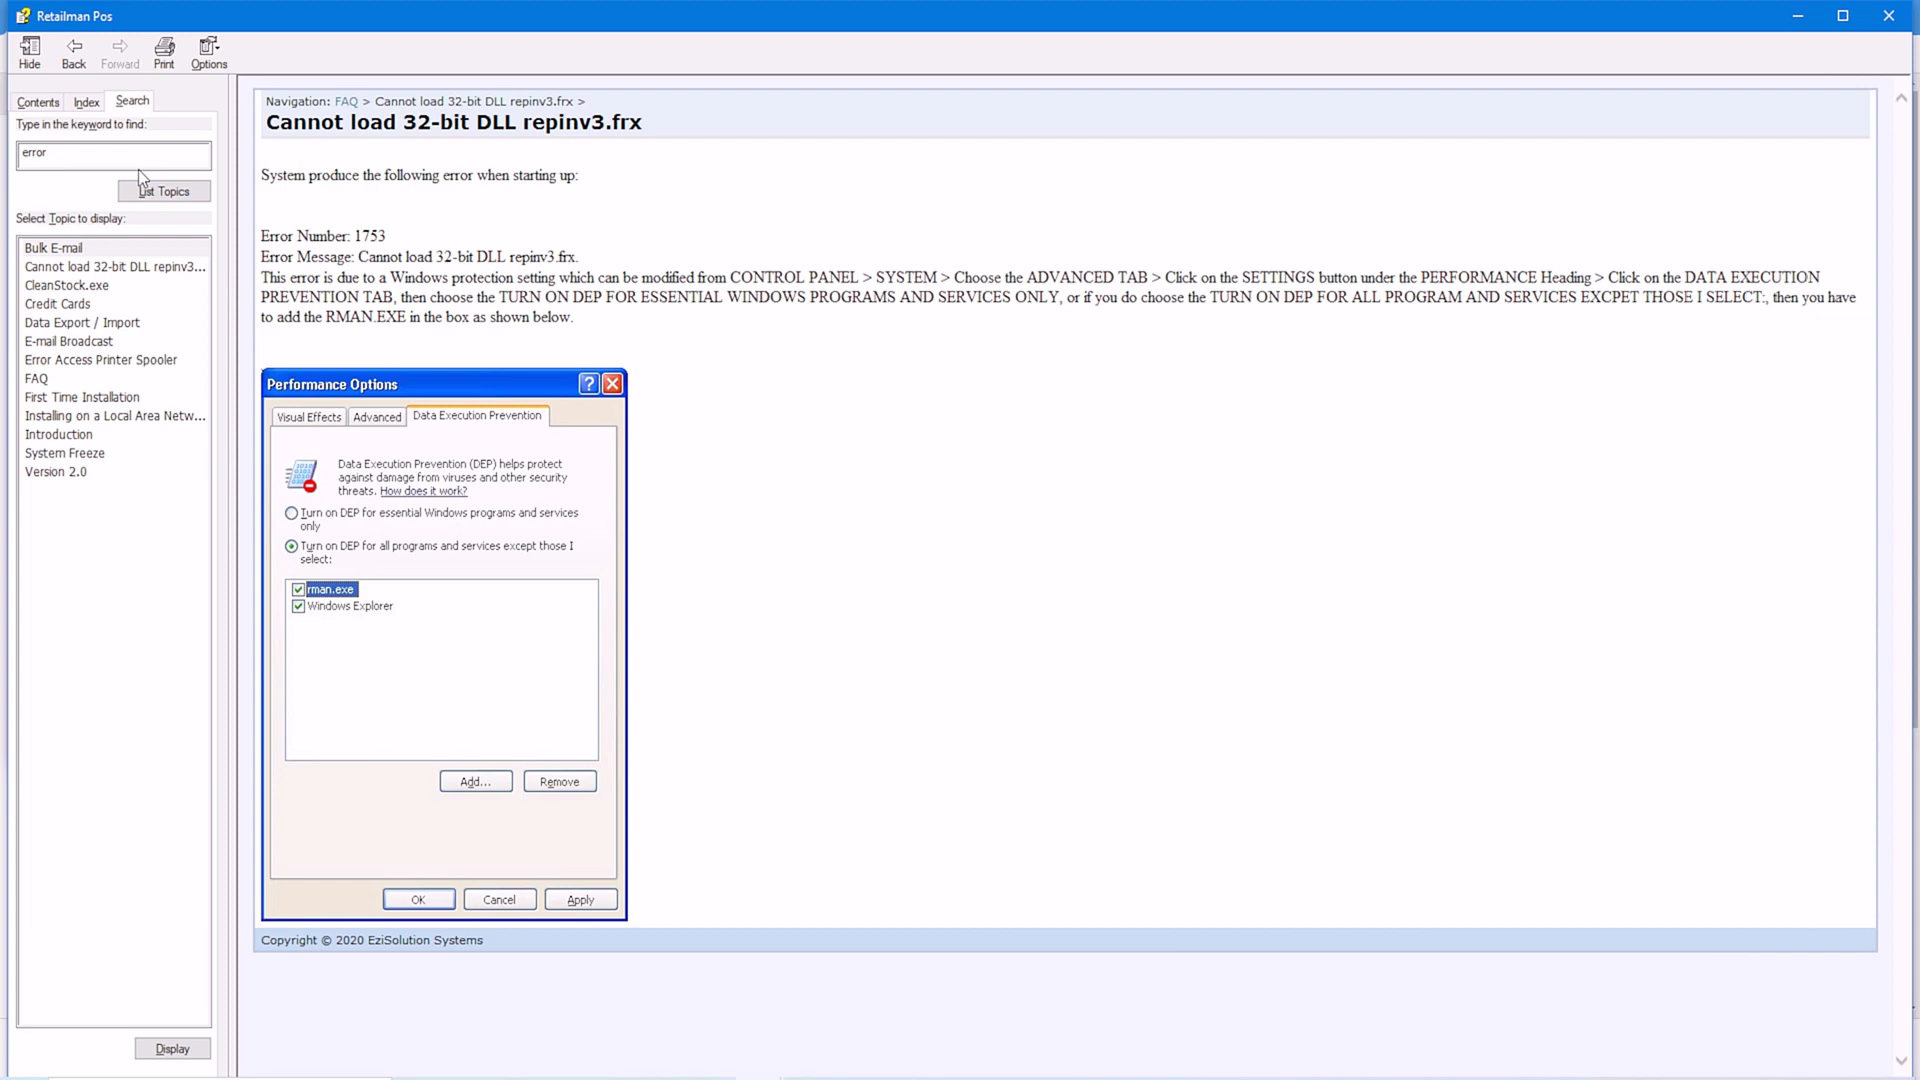 Retailman Pos
Hide
Back
Forward
Print
Options
Contents
Index
Search
Type in the keyword to find:
error
List Topics
Select Topic to display:
Bulk E-mail
Cannot load 32-bit DLL repinv3...
CleanStock.exe
Credit Cards
Data Export / Import
E-mail Broadcast
Error Access Printer Spooler
FAQ
First Time Installation
Installing on a Local Area Netw...
Introduction
System Freeze
Version 2.0
Display
Navigation: FAQ > Cannot load 32-bit DLL repinv3.frx >
Cannot load 32-bit DLL repinv3.frx
System produce the following error when starting up:
Error Number: 1753
Error Message: Cannot load 32-bit DLL repinv3.frx.
This error is due to a Windows protection setting which can be modified from CONTROL PANEL > SYSTEM > Choose the ADVANCED TAB > Click on the SETTINGS button under the PERFORMANCE Heading > Click on the DATA EXECUTION
PREVENTION TAB, then choose the TURN ON DEP FOR ESSENTIAL WINDOWS PROGRAMS AND SERVICES ONLY, or if you do choose the TURN ON DEP FOR ALL PROGRAM AND SERVICES EXCPET THOSE I SELECT:, then you have
to add the RMAN.EXE in the box as shown below.
Performance Options
Visual Effects
Advanced
Data Execution Prevention
Data Execution Prevention (DEP) helps protect
against damage from viruses and other security
threats. How does it work?
Turn on DEP for essential Windows programs and services
only
Turn on DEP for all programs and services except those I
select:
rman.exe
Windows Explorer
Add...
Remove
OK
Cancel
Apply
Copyright © 2020 EziSolution Systems